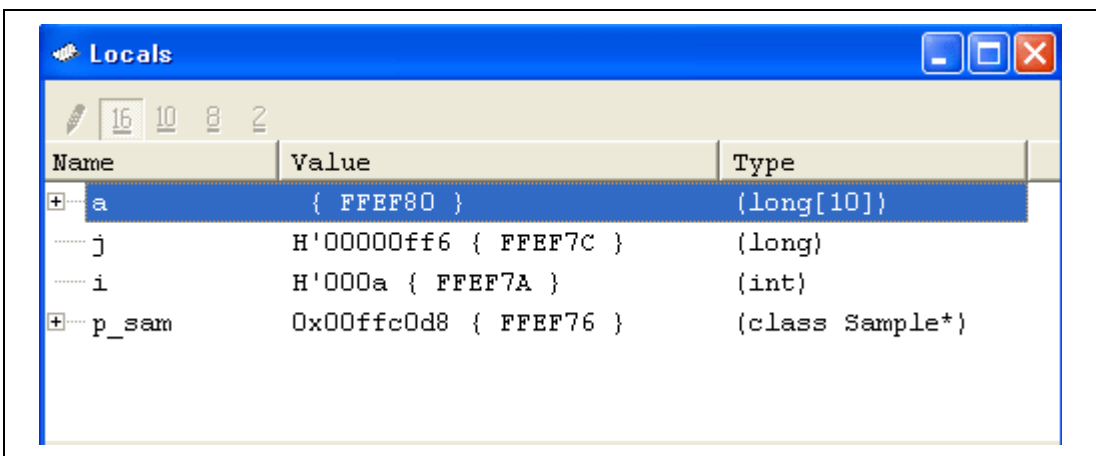 Locals
16 10 8 2
Name Value Type
a { FFEF80 } (long[10])
j H'00000ff6 { FFEF7C } (long)
i H'000a { FFEF7A } (int)
p_sam 0x00ffc0d8 { FFEF76 } (class Sample*)